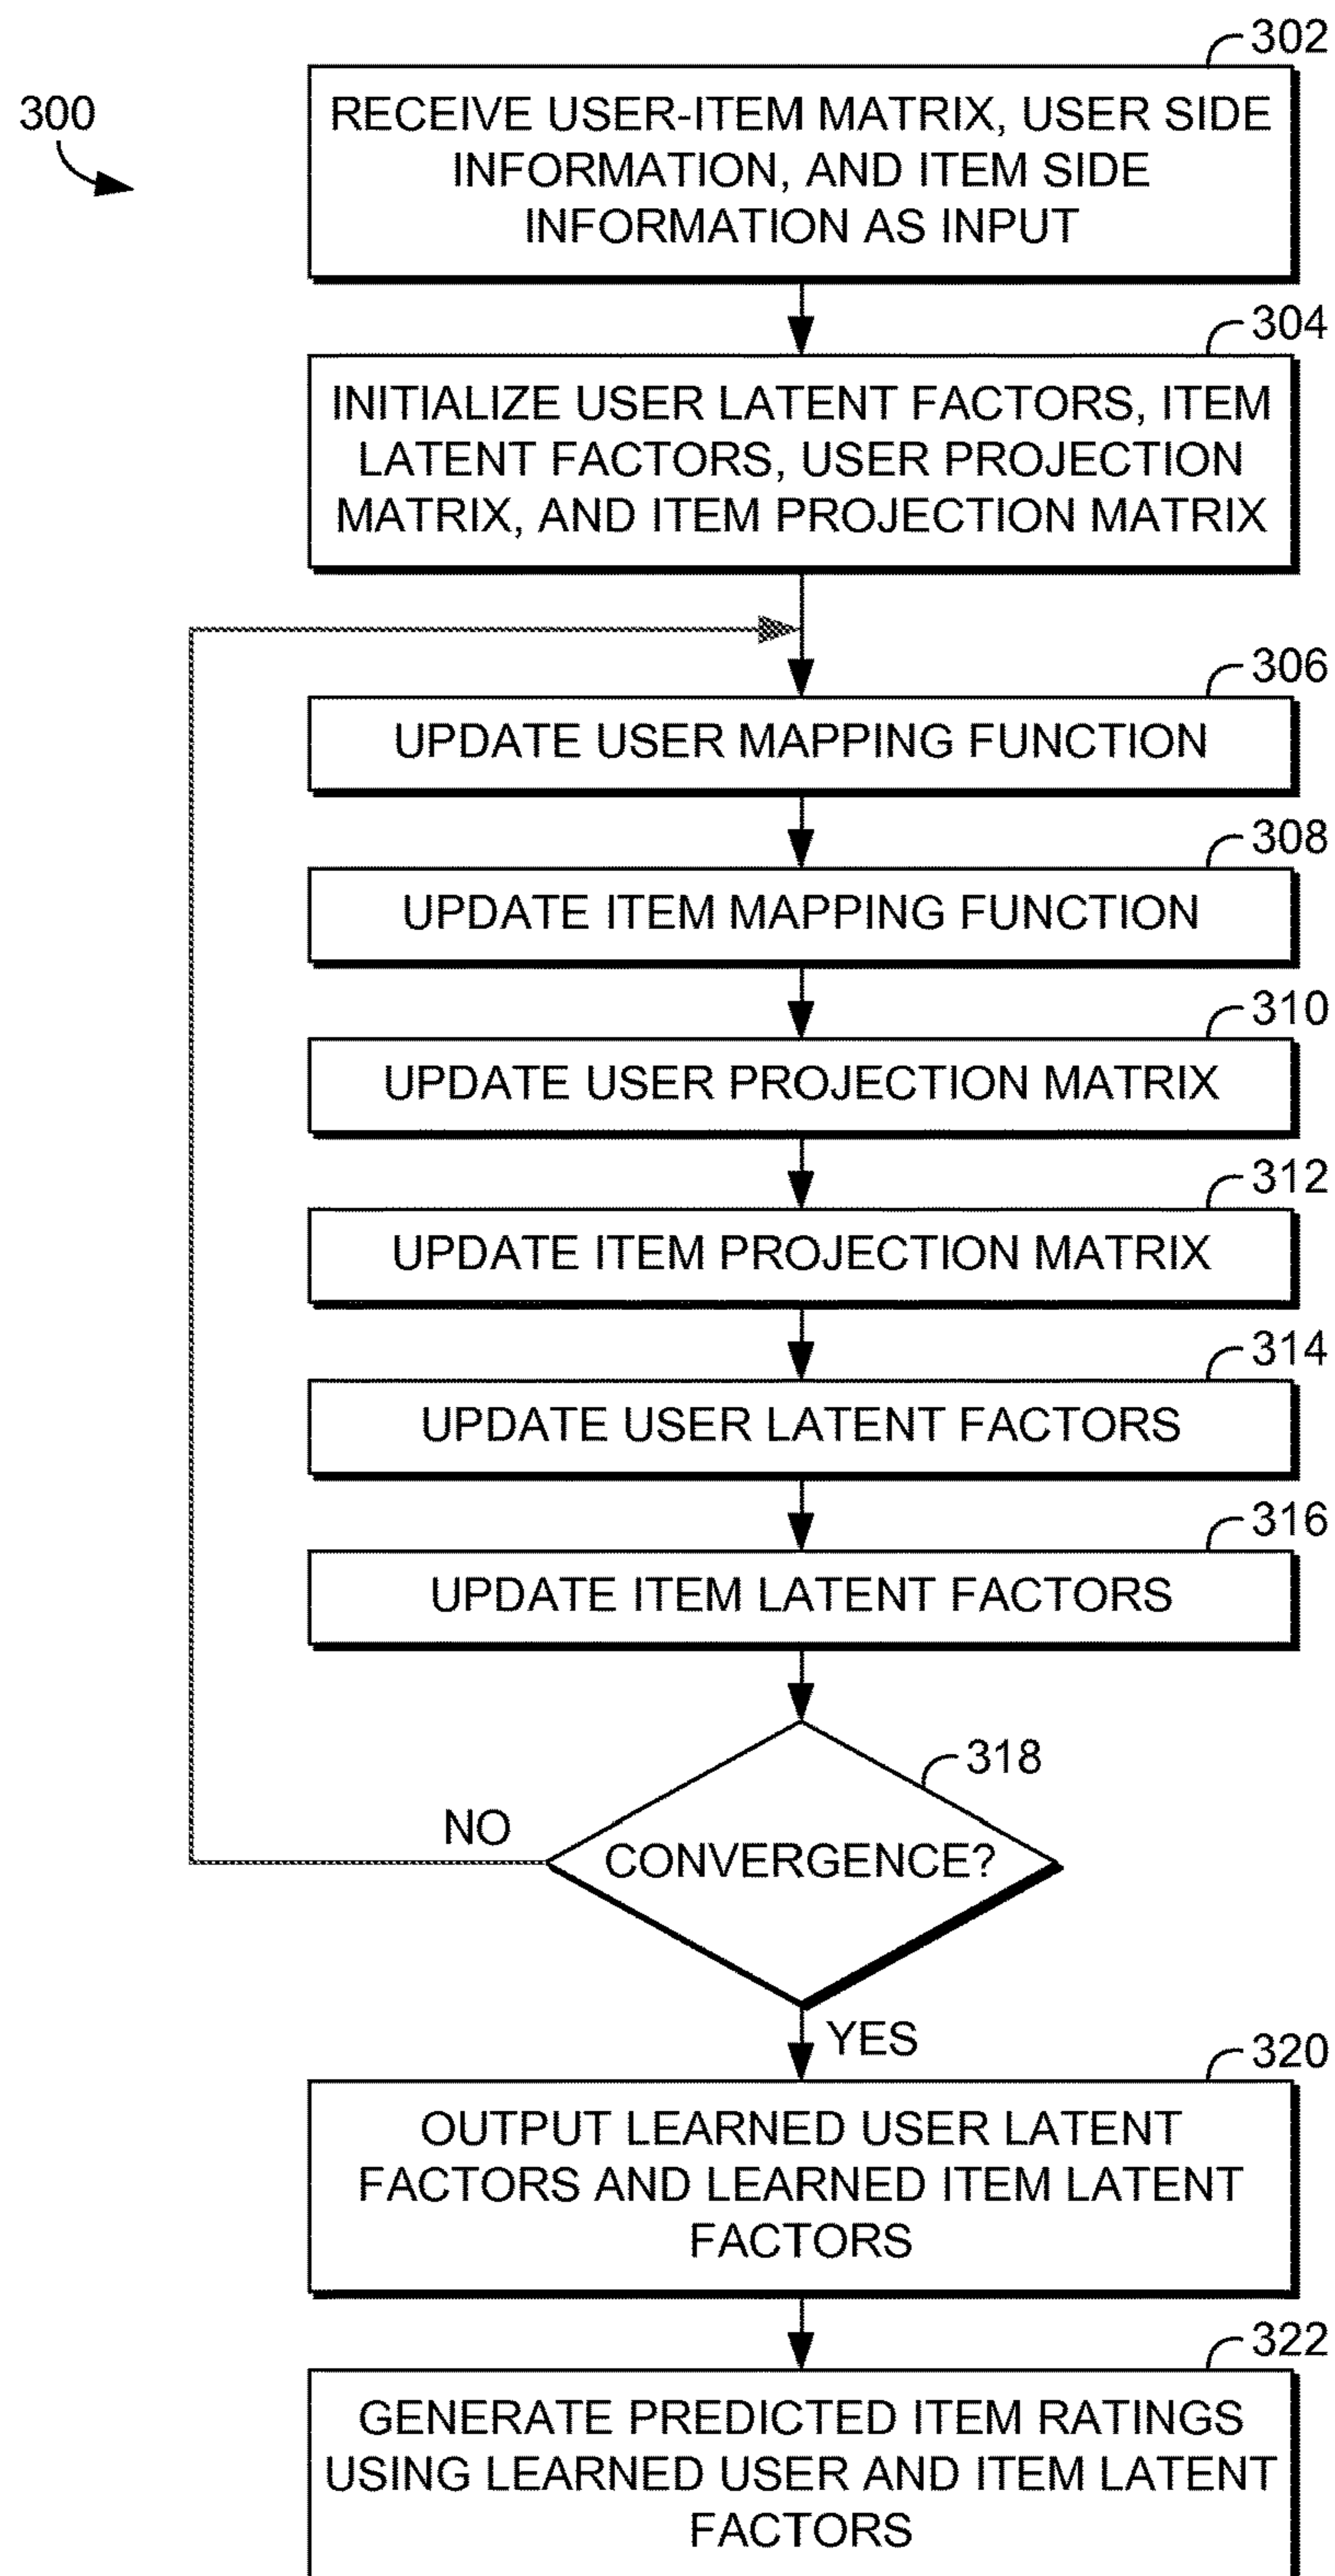 302
300
RECEIVE USER-ITEM MATRIX, USER SIDE
INFORMATION, AND ITEM SIDE
INFORMATION AS INPUT
304
INITIALIZE USER LATENT FACTORS, ITEM
LATENT FACTORS, USER PROJECTION
MATRIX, AND ITEM PROJECTION MATRIX
306
UPDATE USER MAPPING FUNCTION
308
UPDATE ITEM MAPPING FUNCTION
310
UPDATE USER PROJECTION MATRIX
312
UPDATE ITEM PROJECTION MATRIX
314
UPDATE USER LATENT FACTORS
316
UPDATE ITEM LATENT FACTORS
318
NO
CONVERGENCE?
YES
320
OUTPUT LEARNED USER LATENT
FACTORS AND LEARNED ITEM LATENT
FACTORS
322
GENERATE PREDICTED ITEM RATINGS
USING LEARNED USER AND ITEM LATENT
FACTORS